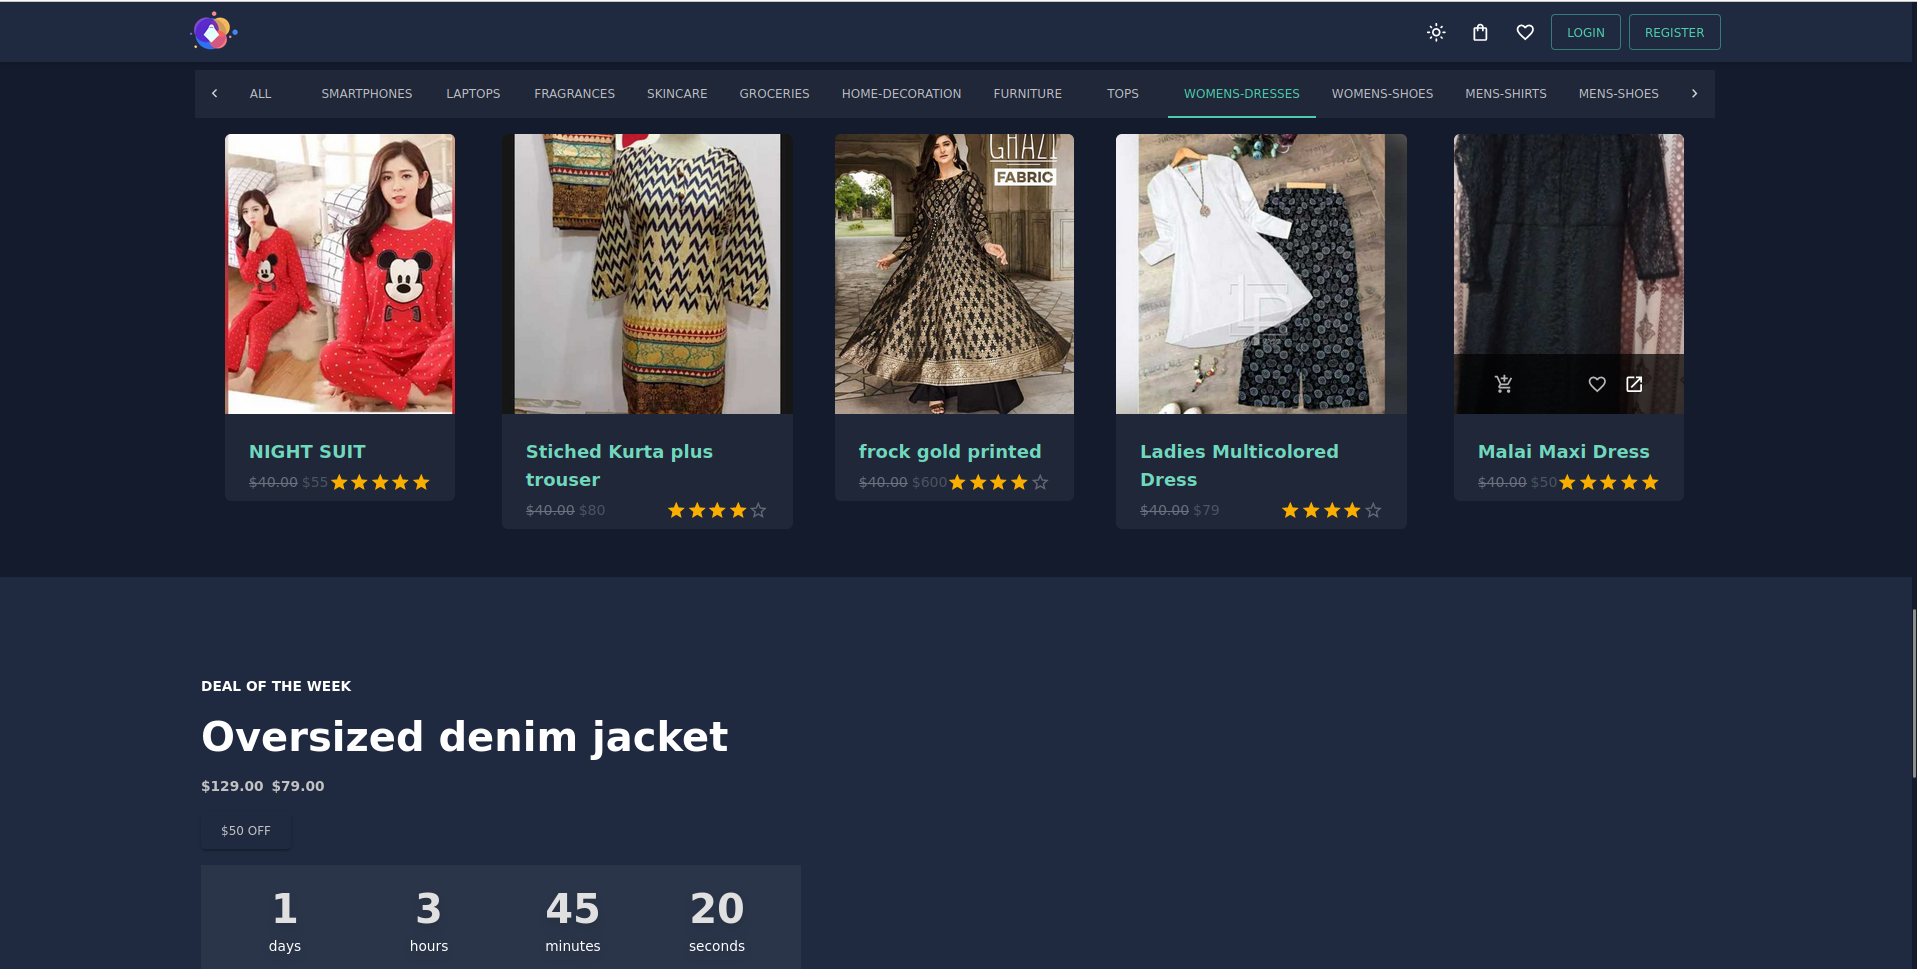 LOGIN
REGISTER
ALL
SMARTPHONES
LAPTOPS
FRAGRANCES
SKINCARE
GROCERIES
HOME-DECORATION
FURNITURE
TOPS
WOMENS-DRESSES
WOMENS-SHOES
MENS-SHIRTS
MENS-SHOES
GHAZI
FABRIC
NIGHT SUIT
$40.00 $55
Stiched Kurta plus
trouser
$40.00 $80
frock gold printed
$40.00 $600
Ladies Multicolored
Dress
$40.00 $79
Malai Maxi Dress
$40.00 $50
DEAL OF THE WEEK
Oversized denim jacket
$129.00 $79.00
$50 OFF
1
days
3
hours
45
minutes
20
seconds